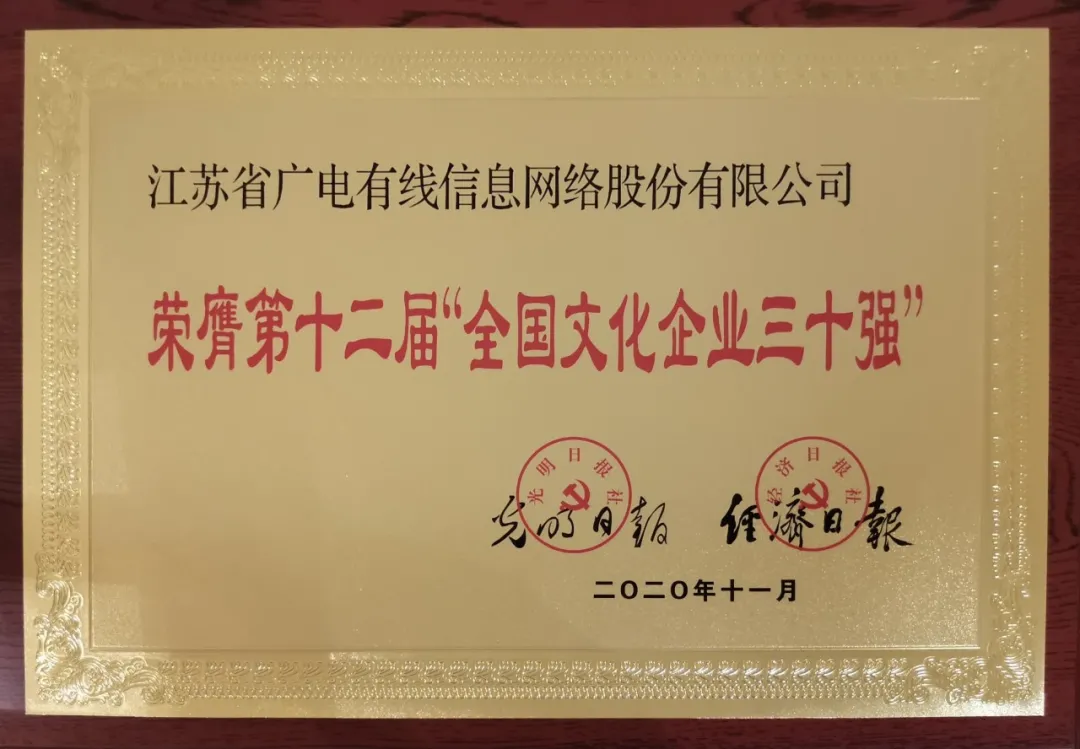 江苏省广电有线信息网络股份有限公司
荣膺第十二届“全国文化企业三十强”
光明日报社
经济日报社
光明日报 经濟日報
二〇二〇年十一月